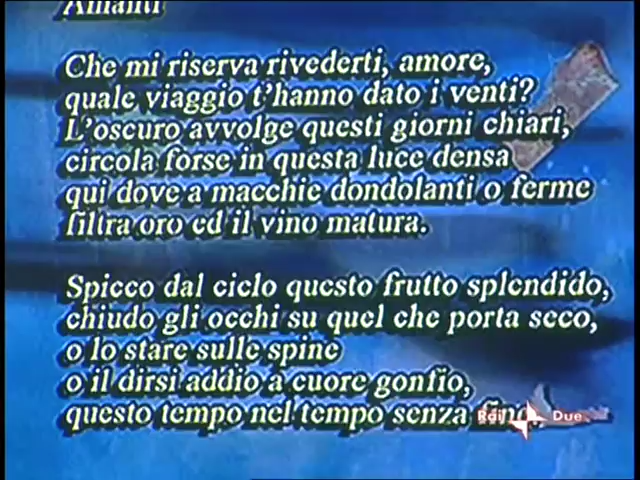 Amanti
Che mi riserva rivederti, amore,
quale viaggio t'hanno dato i venti?
L'oscuro avvolge questi giorni chiari,
circola forse in questa luce densa
qui dove a macchie dondolanti o ferme
filtra oro ed il vino matura.
Spicco dal cielo questo frutto splendido,
chiudo gli occhi su quel che porta seco,
o lo stare sulle spine
o il dirsi addio a cuore gonfio,
questo tempo nel tempo senza fine.
Rai Due